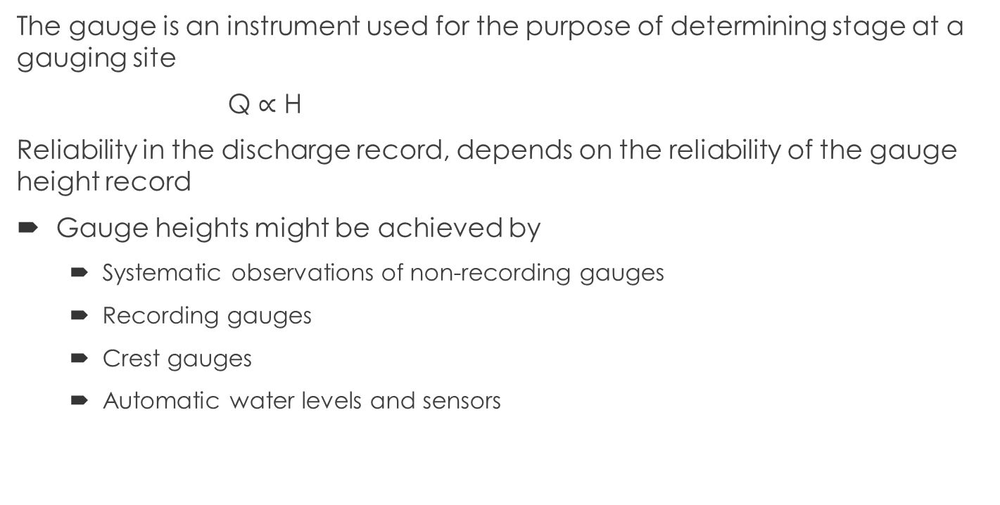 The gauge is an instrument used for the purpose of determining stage at a
gauging site
Q ∝ H
Reliability in the discharge record, depends on the reliability of the gauge
height record
Gauge heights might be achieved by
Systematic observations of non-recording gauges
Recording gauges
Crest gauges
Automatic water levels and sensors